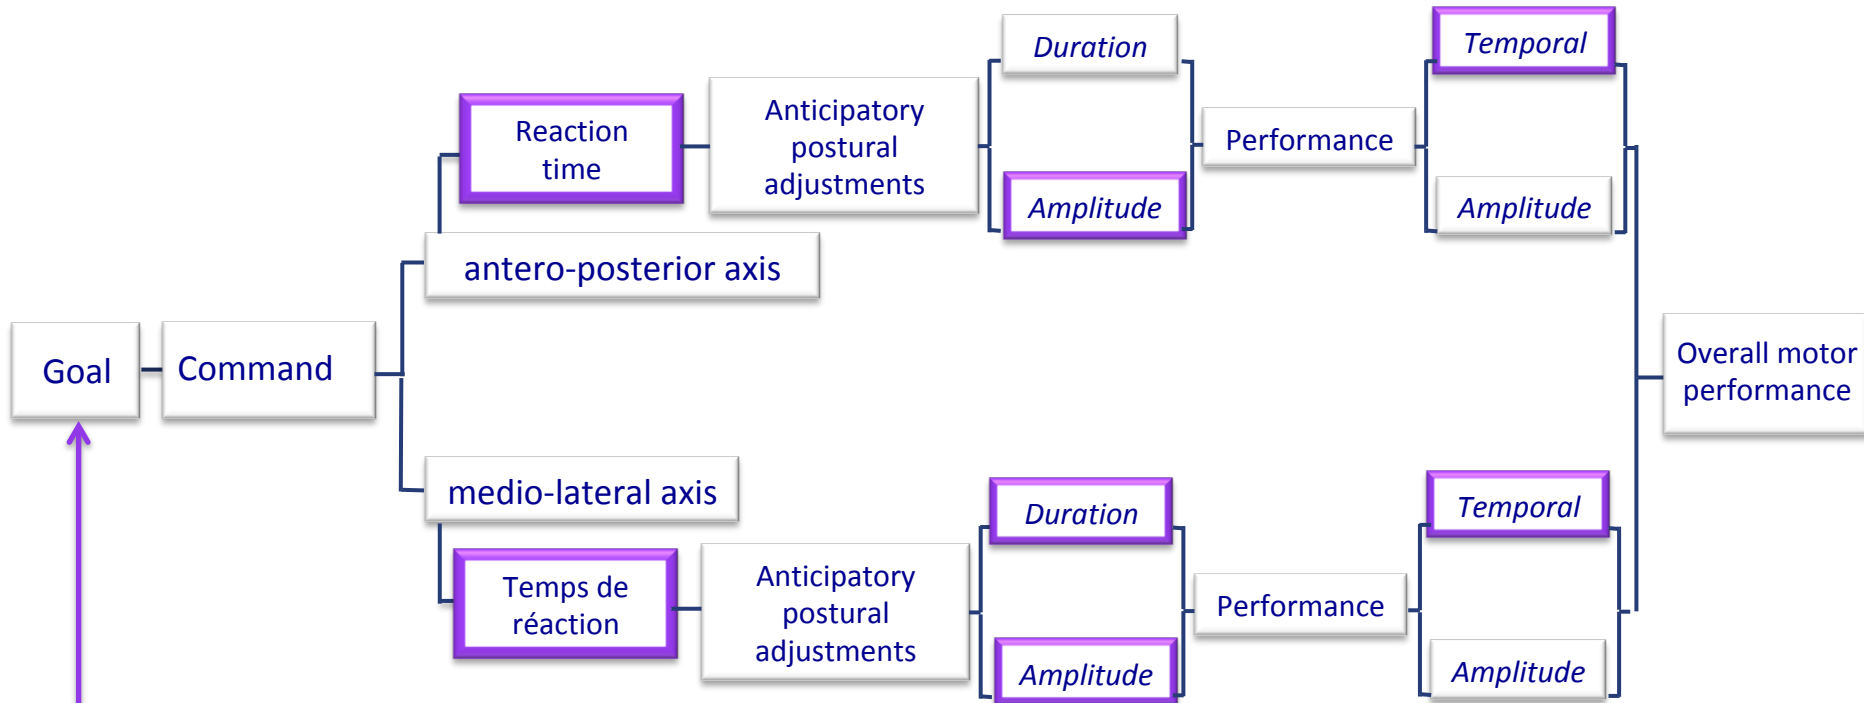 Goal
Command
antero-posterior axis
Reaction
time
Anticipatory
postural
adjustments
Duration
Amplitude
Performance
Temporal
Amplitude
medio-lateral axis
Temps de
réaction
Anticipatory
postural
adjustments
Duration
Amplitude
Performance
Temporal
Amplitude
Overall motor
performance